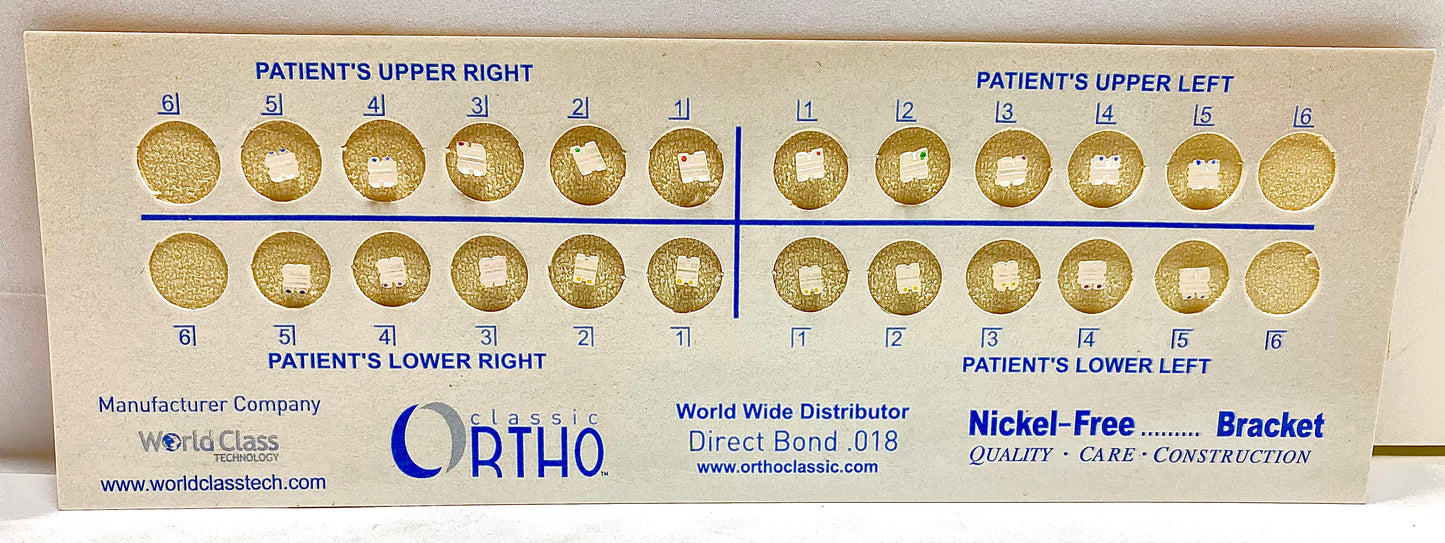 PATIENT'S UPPER RIGHT
PATIENT'S UPPER LEFT
6 5 4 3 2 1 1 2 3 4 5 6
6 5 4 3 2 1 1 2 3 4 5 6
PATIENT'S LOWER RIGHT
PATIENT'S LOWER LEFT
Manufacturer Company
World Class
TECHNOLOGY
www.worldclasstech.com
classic
ORTHO™
World Wide Distributor
Direct Bond .018
www.orthoclassic.com
Nickel-Free ......... Bracket
QUALITY · CARE · CONSTRUCTION